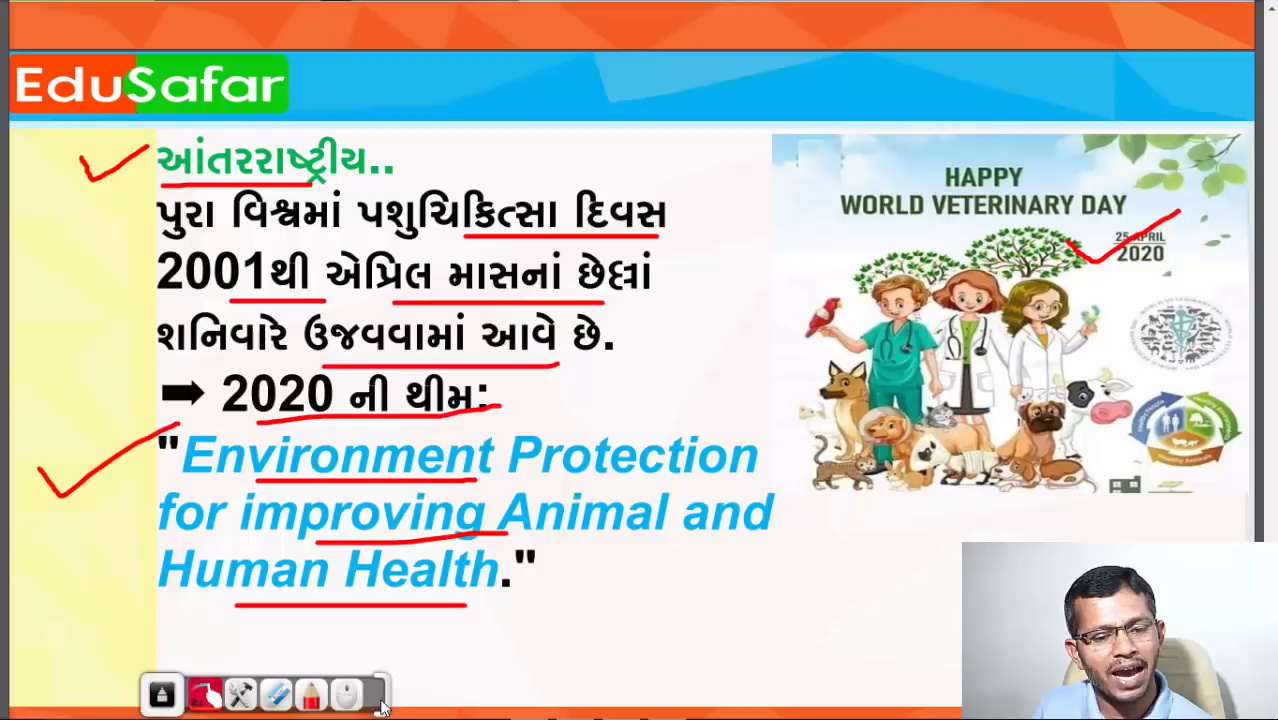 EduSafar
આંતરરાષ્ટ્રીય..
પુરા વિશ્વમાં પશુચિકિત્સા દિવસ
2001થી એપ્રિલ માસનાં છેલ્લાં
શનિવારે ઉજવવામાં આવે છે.
➡ 2020 ની થીમ:
"Environment Protection
for improving Animal and
Human Health."
HAPPY
WORLD VETERINARY DAY
25 APRIL
2020